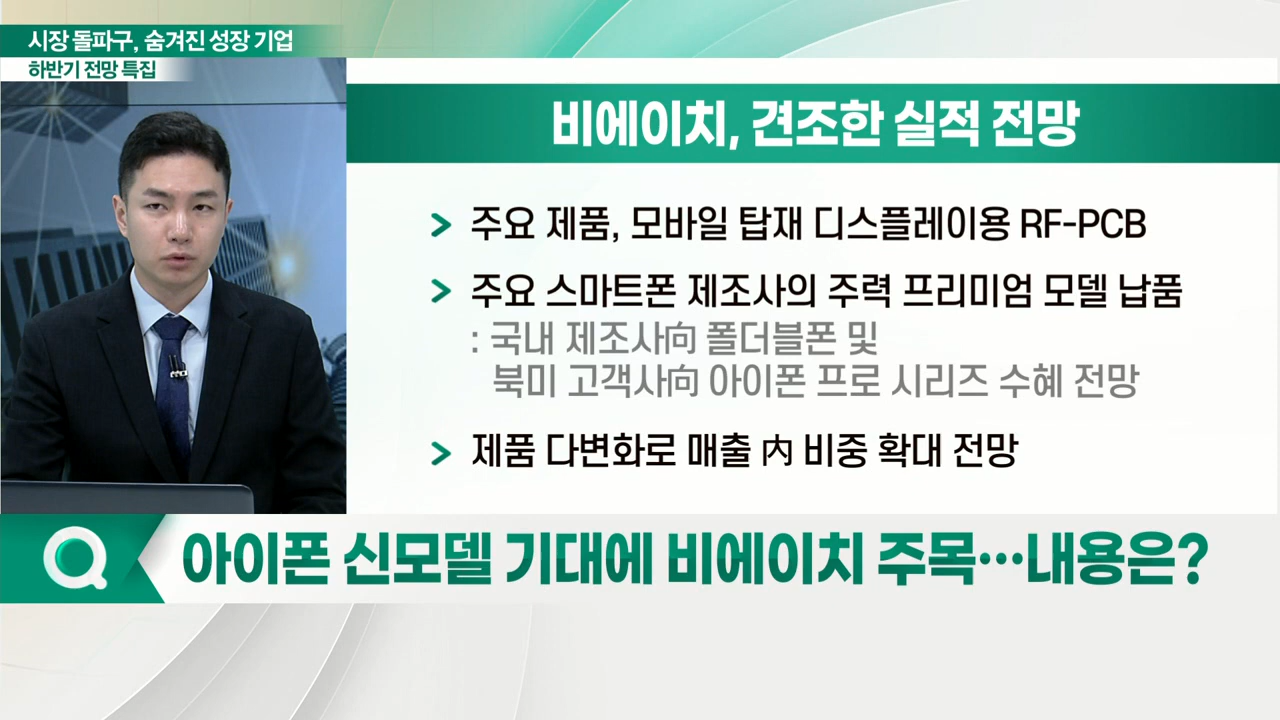 시장 돌파구, 숨겨진 성장 기업
하반기 전망 특집
비에이치, 견조한 실적 전망
주요 제품, 모바일 탑재 디스플레이용 RF-PCB
주요 스마트폰 제조사의 주력 프리미엄 모델 납품
: 국내 제조사向 폴더블폰 및
북미 고객사向 아이폰 프로 시리즈 수혜 전망
제품 다변화로 매출 內 비중 확대 전망
아이폰 신모델 기대에 비에이치 주목…내용은?